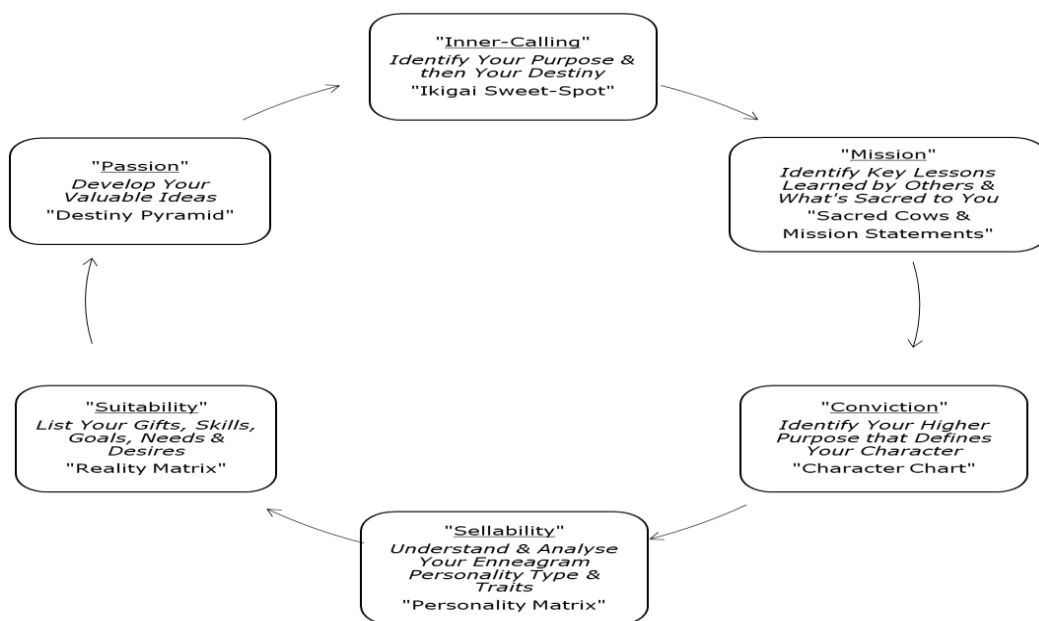 "Inner-Calling"
Identify Your Purpose &
then Your Destiny
"Ikigai Sweet-Spot"
"Mission"
Identify Key Lessons
Learned by Others &
What's Sacred to You
"Sacred Cows &
Mission Statements"
"Conviction"
Identify Your Higher
Purpose that Defines
Your Character
"Character Chart"
"Sellability"
Understand & Analyse
Your Enneagram
Personality Type &
Traits
"Personality Matrix"
"Suitability"
List Your Gifts, Skills,
Goals, Needs &
Desires
"Reality Matrix"
"Passion"
Develop Your
Valuable Ideas
"Destiny Pyramid"